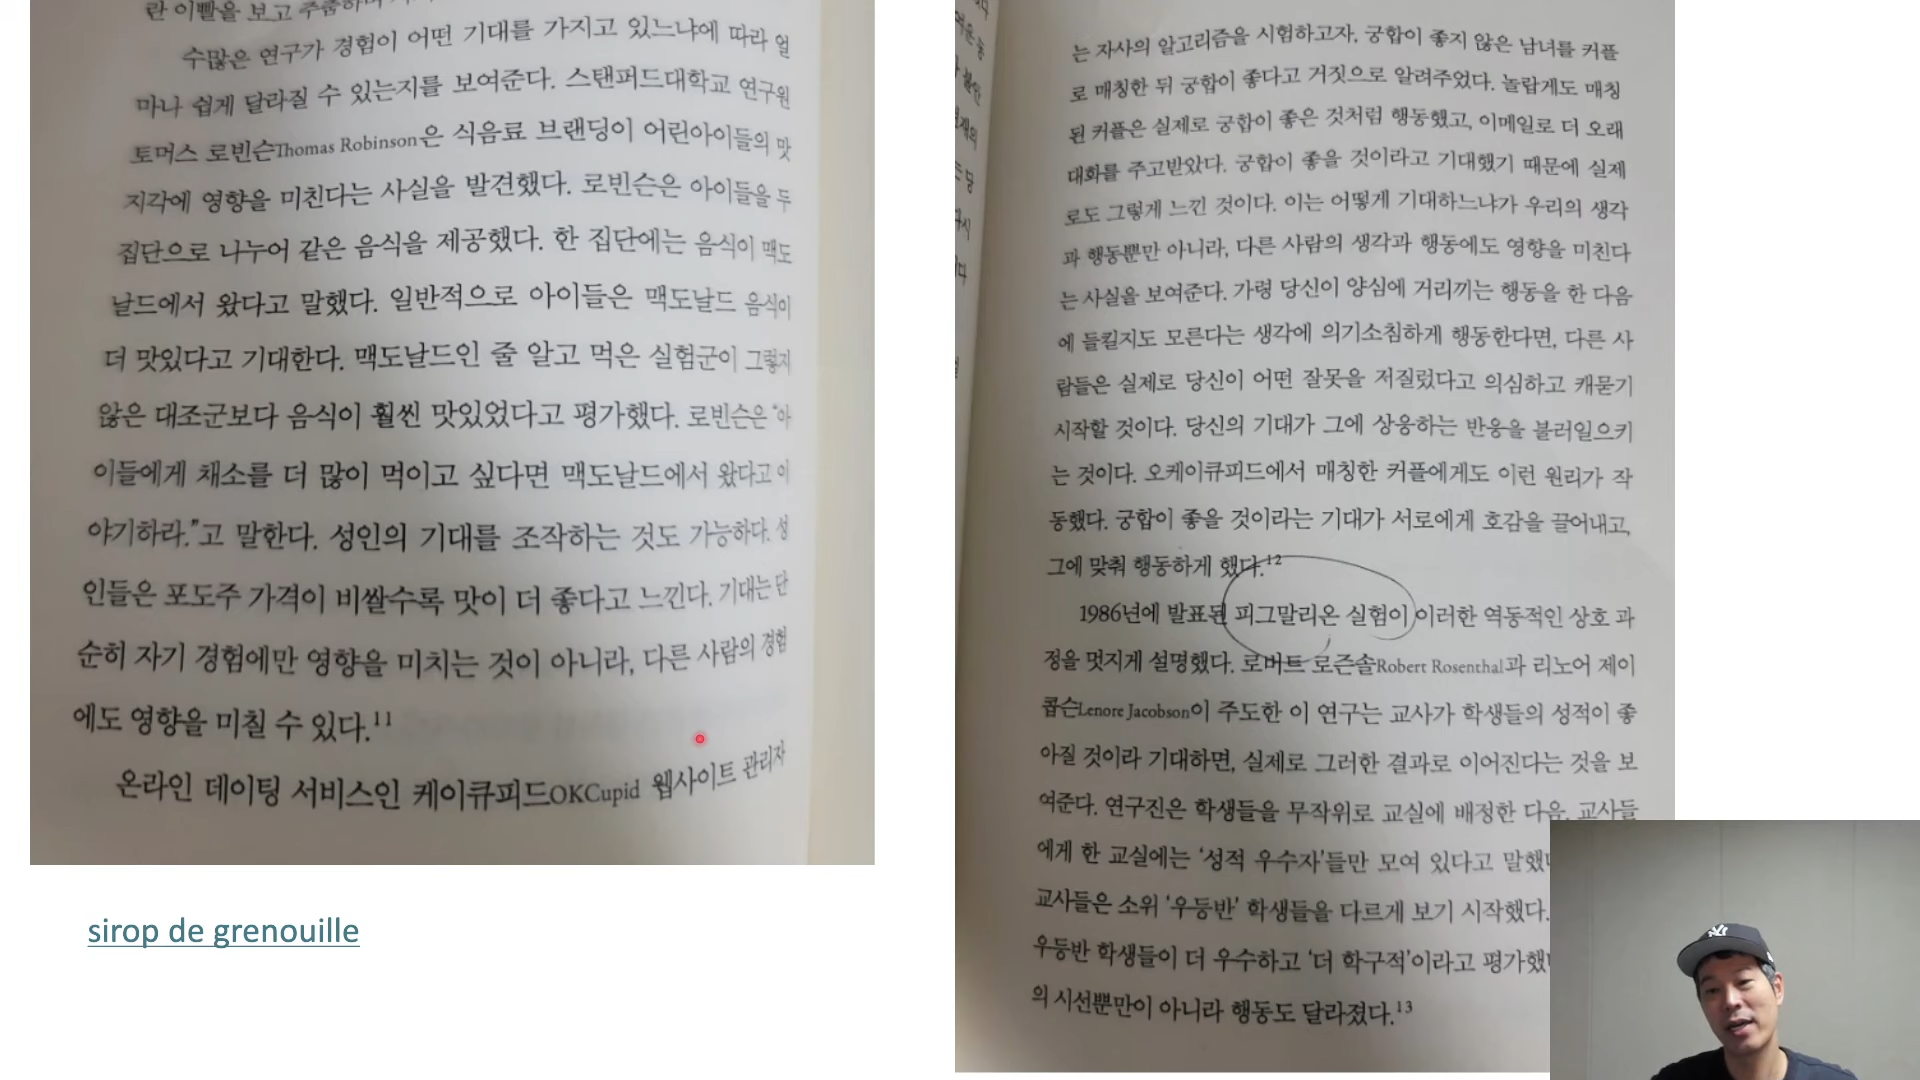 란 이빨을 보고 주춤하며
수많은 연구가 경험이 어떤 기대를 가지고 있느냐에 따라 얼
마나 쉽게 달라질 수 있는지를 보여준다. 스탠퍼드대학교 연구원
토머스 로빈슨Thomas Robinson은 식음료 브랜딩이 어린아이들의 맛
지각에 영향을 미친다는 사실을 발견했다. 로빈슨은 아이들을 두
집단으로 나누어 같은 음식을 제공했다. 한 집단에는 음식이 맥도
날드에서 왔다고 말했다. 일반적으로 아이들은 맥도날드 음식이
더 맛있다고 기대한다. 맥도날드인 줄 알고 먹은 실험군이 그렇지
않은 대조군보다 음식이 훨씬 맛있었다고 평가했다. 로빈슨은 “아
이들에게 채소를 더 많이 먹이고 싶다면 맥도날드에서 왔다고 이
야기하라.”고 말한다. 성인의 기대를 조작하는 것도 가능하다. 성
인들은 포도주 가격이 비쌀수록 맛이 더 좋다고 느낀다. 기대는 단
순히 자기 경험에만 영향을 미치는 것이 아니라, 다른 사람의 경험
에도 영향을 미칠 수 있다.11
온라인 데이팅 서비스인 케이큐피드OKCupid 웹사이트 관리자
sirop de grenouille
는 자사의 알고리즘을 시험하고자, 궁합이 좋지 않은 남녀를 커플
로 매칭한 뒤 궁합이 좋다고 거짓으로 알려주었다. 놀랍게도 매칭
된 커플은 실제로 궁합이 좋은 것처럼 행동했고, 이메일로 더 오래
대화를 주고받았다. 궁합이 좋을 것이라고 기대했기 때문에 실제
로도 그렇게 느낀 것이다. 이는 어떻게 기대하느냐가 우리의 생각
과 행동뿐만 아니라, 다른 사람의 생각과 행동에도 영향을 미친다
는 사실을 보여준다. 가령 당신이 양심에 거리끼는 행동을 한 다음
에 들킬지도 모른다는 생각에 의기소침하게 행동한다면, 다른 사
람들은 실제로 당신이 어떤 잘못을 저질렀다고 의심하고 캐묻기
시작할 것이다. 당신의 기대가 그에 상응하는 반응을 불러일으키
는 것이다. 오케이큐피드에서 매칭한 커플에게도 이런 원리가 작
동했다. 궁합이 좋을 것이라는 기대가 서로에게 호감을 끌어내고,
그에 맞춰 행동하게 했다.12
1986년에 발표된 피그말리온 실험이 이러한 역동적인 상호 과
정을 멋지게 설명했다. 로버트 로즌솔Robert Rosenthal과 리노어 제이
콥슨Lenore Jacobson이 주도한 이 연구는 교사가 학생들의 성적이 좋
아질 것이라 기대하면, 실제로 그러한 결과로 이어진다는 것을 보
여준다. 연구진은 학생들을 무작위로 교실에 배정한 다음, 교사들
에게 한 교실에는 ‘성적 우수자’들만 모여 있다고 말했
교사들은 소위 ‘우등반’ 학생들을 다르게 보기 시작했다.
우등반 학생들이 더 우수하고 ‘더 학구적’이라고 평가했
의 시선뿐만이 아니라 행동도 달라졌다.13